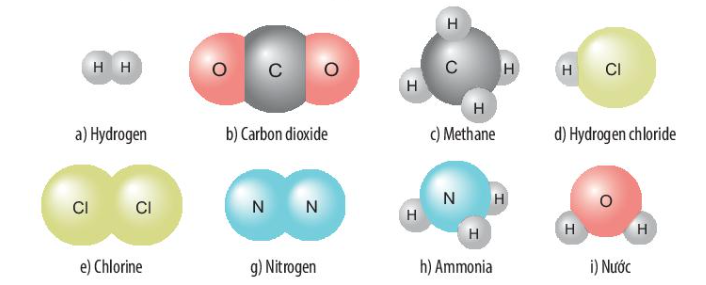 H H
O C O
H
C
H
H
H
H Cl
a) Hydrogen
b) Carbon dioxide
c) Methane
d) Hydrogen chloride
Cl Cl
N N
N
H
H
H
O
H H
e) Chlorine
g) Nitrogen
h) Ammonia
i) Nước